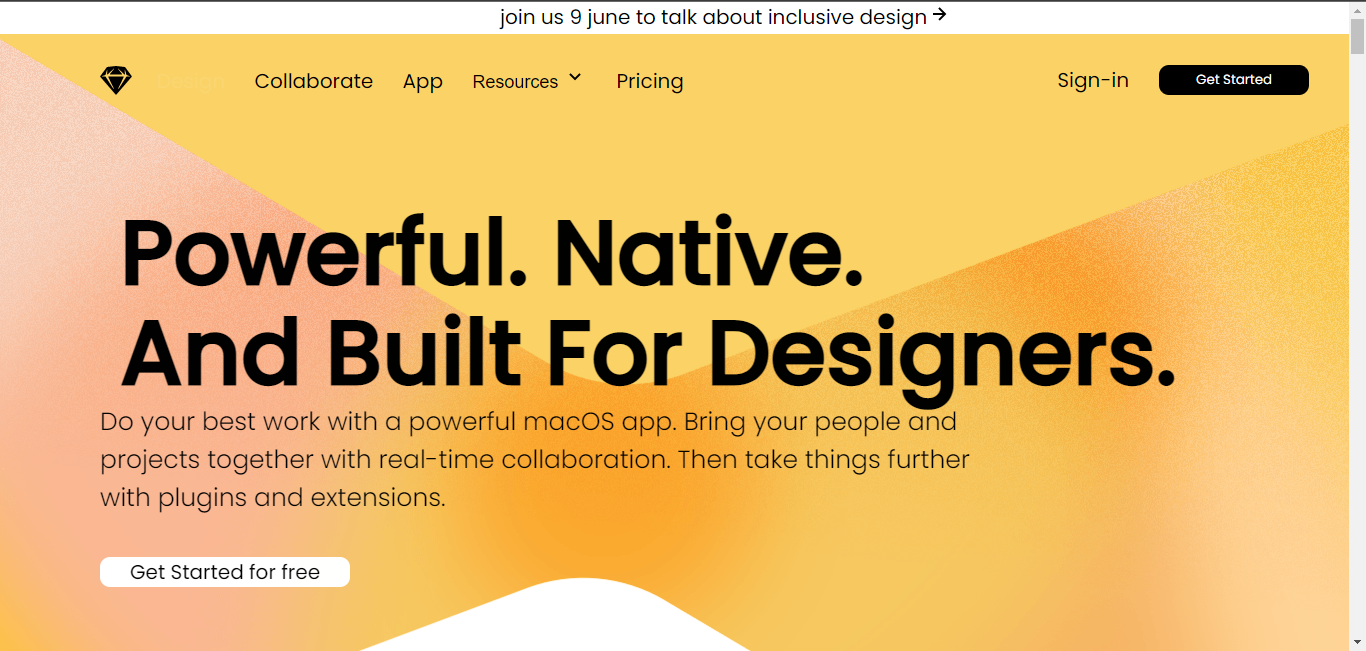 join us 9 june to talk about inclusive design →
Design Collaborate App Resources Pricing Sign-in Get Started
Powerful. Native.
And Built For Designers.
Do your best work with a powerful macOS app. Bring your people and
projects together with real-time collaboration. Then take things further
with plugins and extensions.
Get Started for free